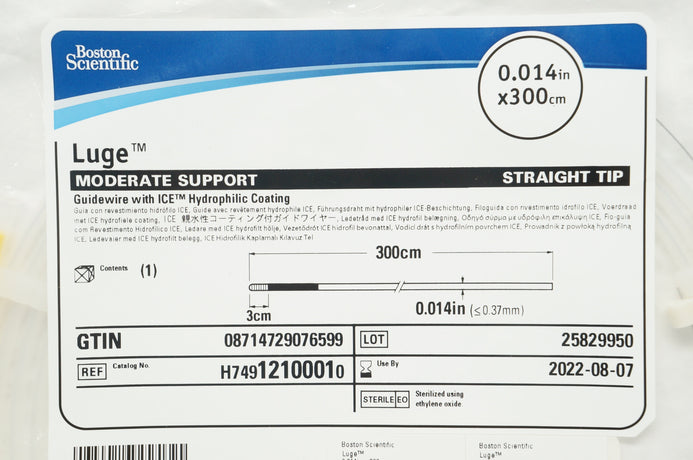 Boston
Scientific
0.014in
x300cm
Luge™
MODERATE SUPPORT STRAIGHT TIP
Guidewire with ICE™ Hydrophilic Coating
Guía con revestimiento hidrófilo ICE, Guide avec revêtement hydrophile ICE, Führungsdraht mit hydrophiler ICE-Beschichtung, Filoguida con rivestimento idrofilo ICE, Voerdraad
met ICE hydrofiele coating, ICE 親水性コーティング付ガイドワイヤー, Ledetråd med ICE hydrofil belægning, Οδηγό σύρμα με υδρόφιλη επικάλυψη ICE, Fio-guia
com Revestimento Hidrofílico ICE, Ledare med ICE hydrofilt hölje, Vezetődrót ICE hidrofil bevonattal, Vodicí drát s hydrofilním povrchem ICE, Prowadnik z powłoką hydrofilną
ICE, Ledevaier med ICE hydrofilt belegg, ICE Hidrofilik Kaplamalı Kılavuz Tel
300cm
Contents (1)
3cm
0.014in (≤0.37mm)
GTIN 08714729076599
LOT 25829950
REF Catalog No. H74912100010
Use By 2022-08-07
STERILE EO Sterilized using
ethylene oxide
Boston Scientific
Luge™
Boston Scientific
Luge™